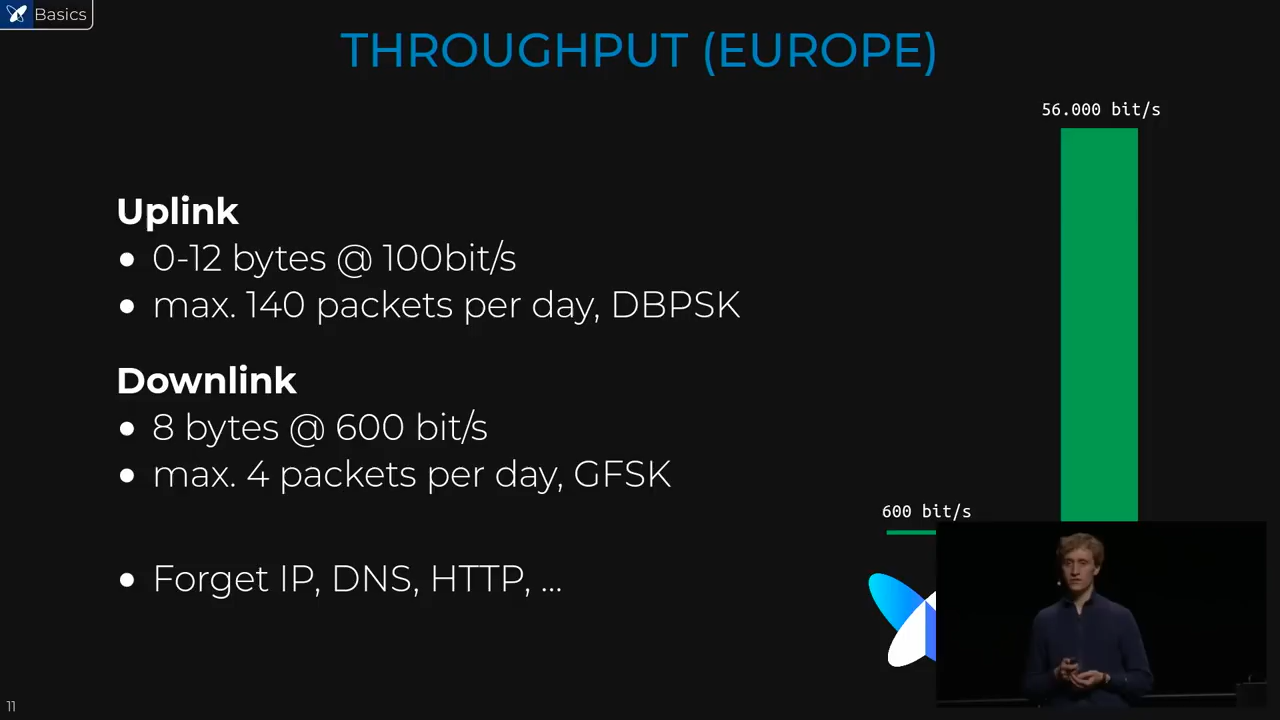 Basics
THROUGHPUT (EUROPE)
56.000 bit/s
Uplink
• 0-12 bytes @ 100bit/s
• max. 140 packets per day, DBPSK
Downlink
• 8 bytes @ 600 bit/s
• max. 4 packets per day, GFSK
600 bit/s
• Forget IP, DNS, HTTP, ...
11